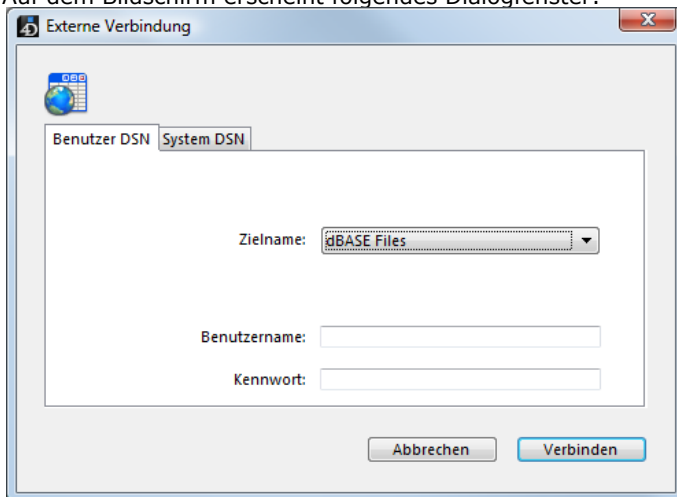 Auf dem Bildschirm erscheint folgendes Dialogfenster:
4D Externe Verbindung
Benutzer DSN System DSN
Zielname: dBASE Files
Benutzername:
Kennwort:
Abbrechen Verbinden